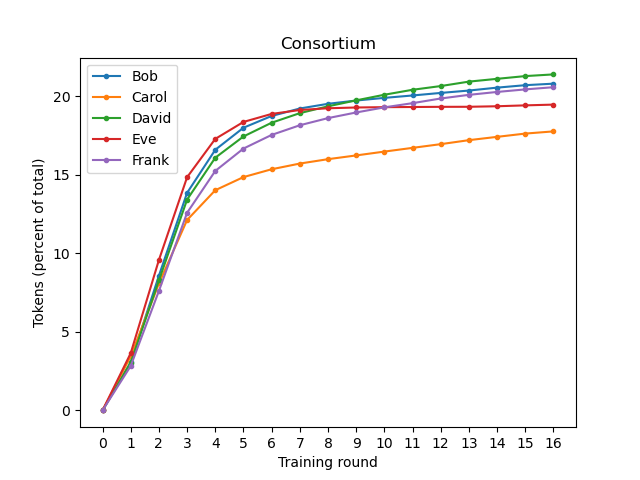 Consortium
Bob
Carol
David
Eve
Frank
Tokens (percent of total)
20
15
10
5
0
0 1 2 3 4 5 6 7 8 9 10 11 12 13 14 15 16
Training round